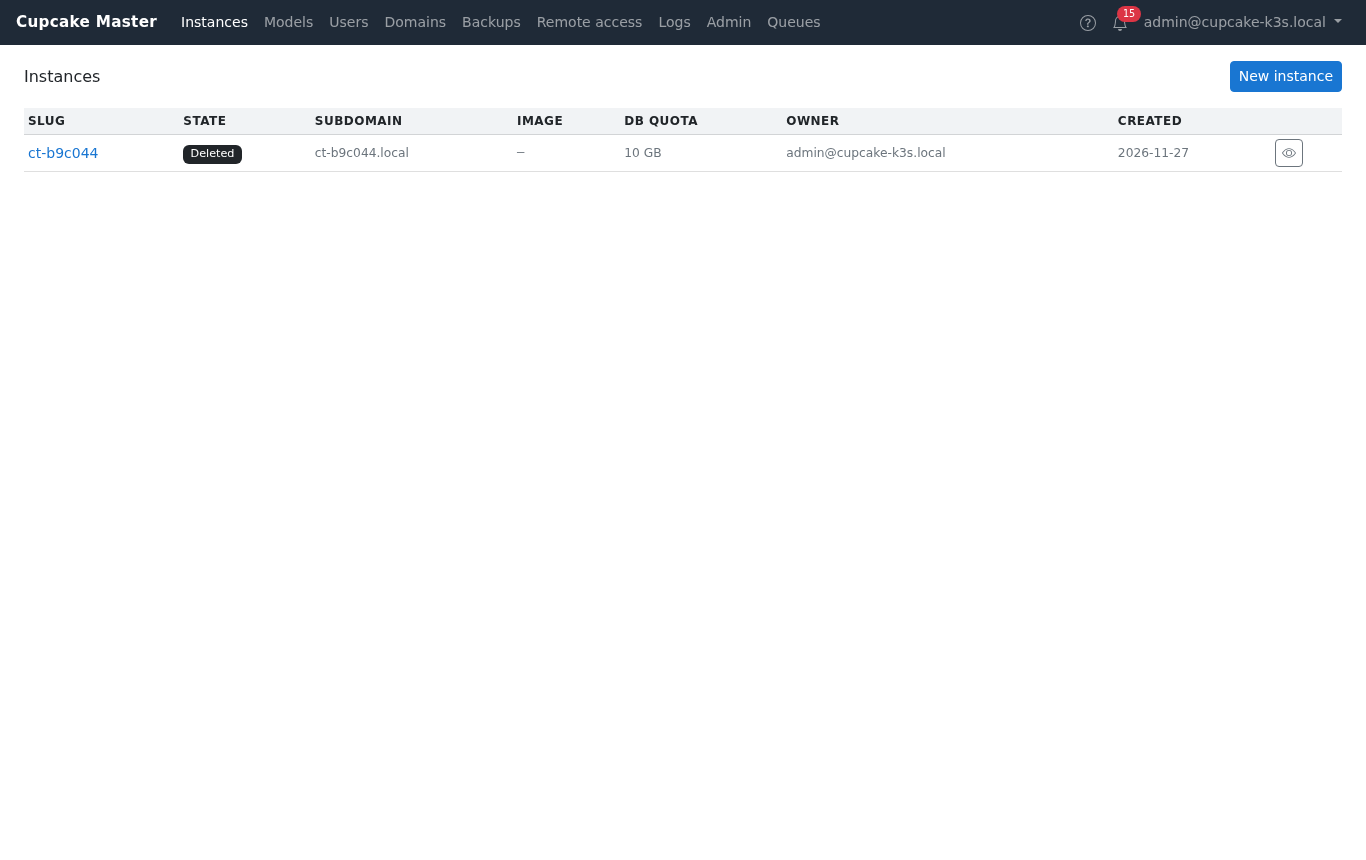 Cupcake Master Instances Models Users Domains Backups Remote access Logs Admin Queues 15 admin@cupcake-k3s.local
Instances New instance
SLUG STATE SUBDOMAIN IMAGE DB QUOTA OWNER CREATED
ct-b9c044 Deleted ct-b9c044.local — 10 GB admin@cupcake-k3s.local 2026-11-27